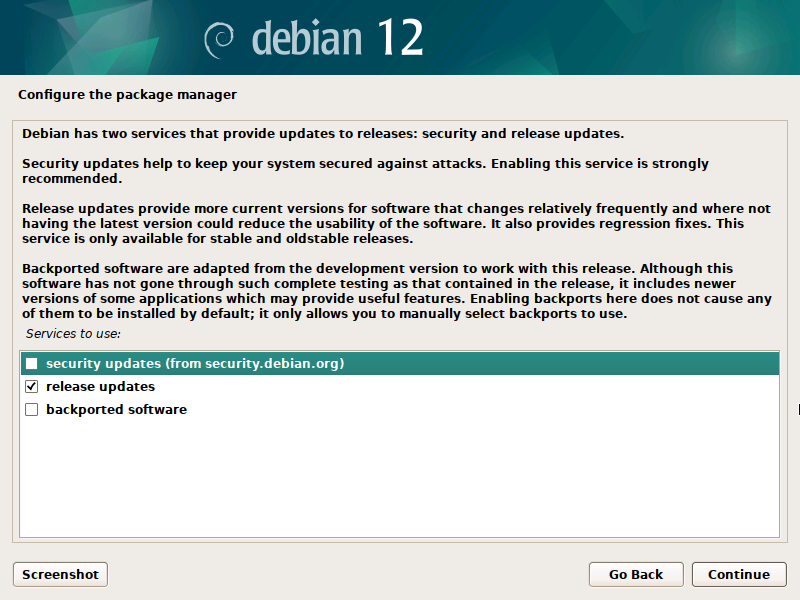 debian 12
Configure the package manager
Debian has two services that provide updates to releases: security and release updates.
Security updates help to keep your system secured against attacks. Enabling this service is strongly
recommended.
Release updates provide more current versions for software that changes relatively frequently and where not
having the latest version could reduce the usability of the software. It also provides regression fixes. This
service is only available for stable and oldstable releases.
Backported software are adapted from the development version to work with this release. Although this
software has not gone through such complete testing as that contained in the release, it includes newer
versions of some applications which may provide useful features. Enabling backports here does not cause any
of them to be installed by default; it only allows you to manually select backports to use.
Services to use:
security updates (from security.debian.org)
release updates
backported software
Screenshot
Go Back
Continue